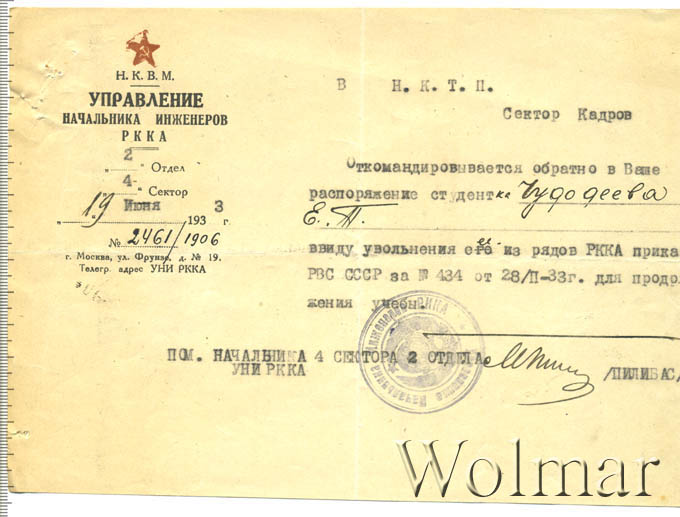 Н. К. В. М.
УПРАВЛЕНИЕ
НАЧАЛЬНИКА ИНЖЕНЕРОВ
РККА
„ 2 " Отдел
„ 4 " Сектор
„ 19 " Июня 193 3 г.
№ 2461/1906
г. Москва, ул. Фрунзе, д. № 19.
Телегр. адрес УНИ РККА
В Н. К. Т. П.
Сектор Кадров
Откомандировывается обратно в Ваше
распоряжение студентка Чудодеева
Е. Т.
ввиду увольнения ее из рядов РККА прика
РВС СССР за № 434 от 28/II-33г. для продол
жения учебы.
ПОМ. НАЧАЛЬНИКА 4 СЕКТОРА 2 ОТДЕЛА
УНИ РККА
/ПИЛИБАС/
Wolmar